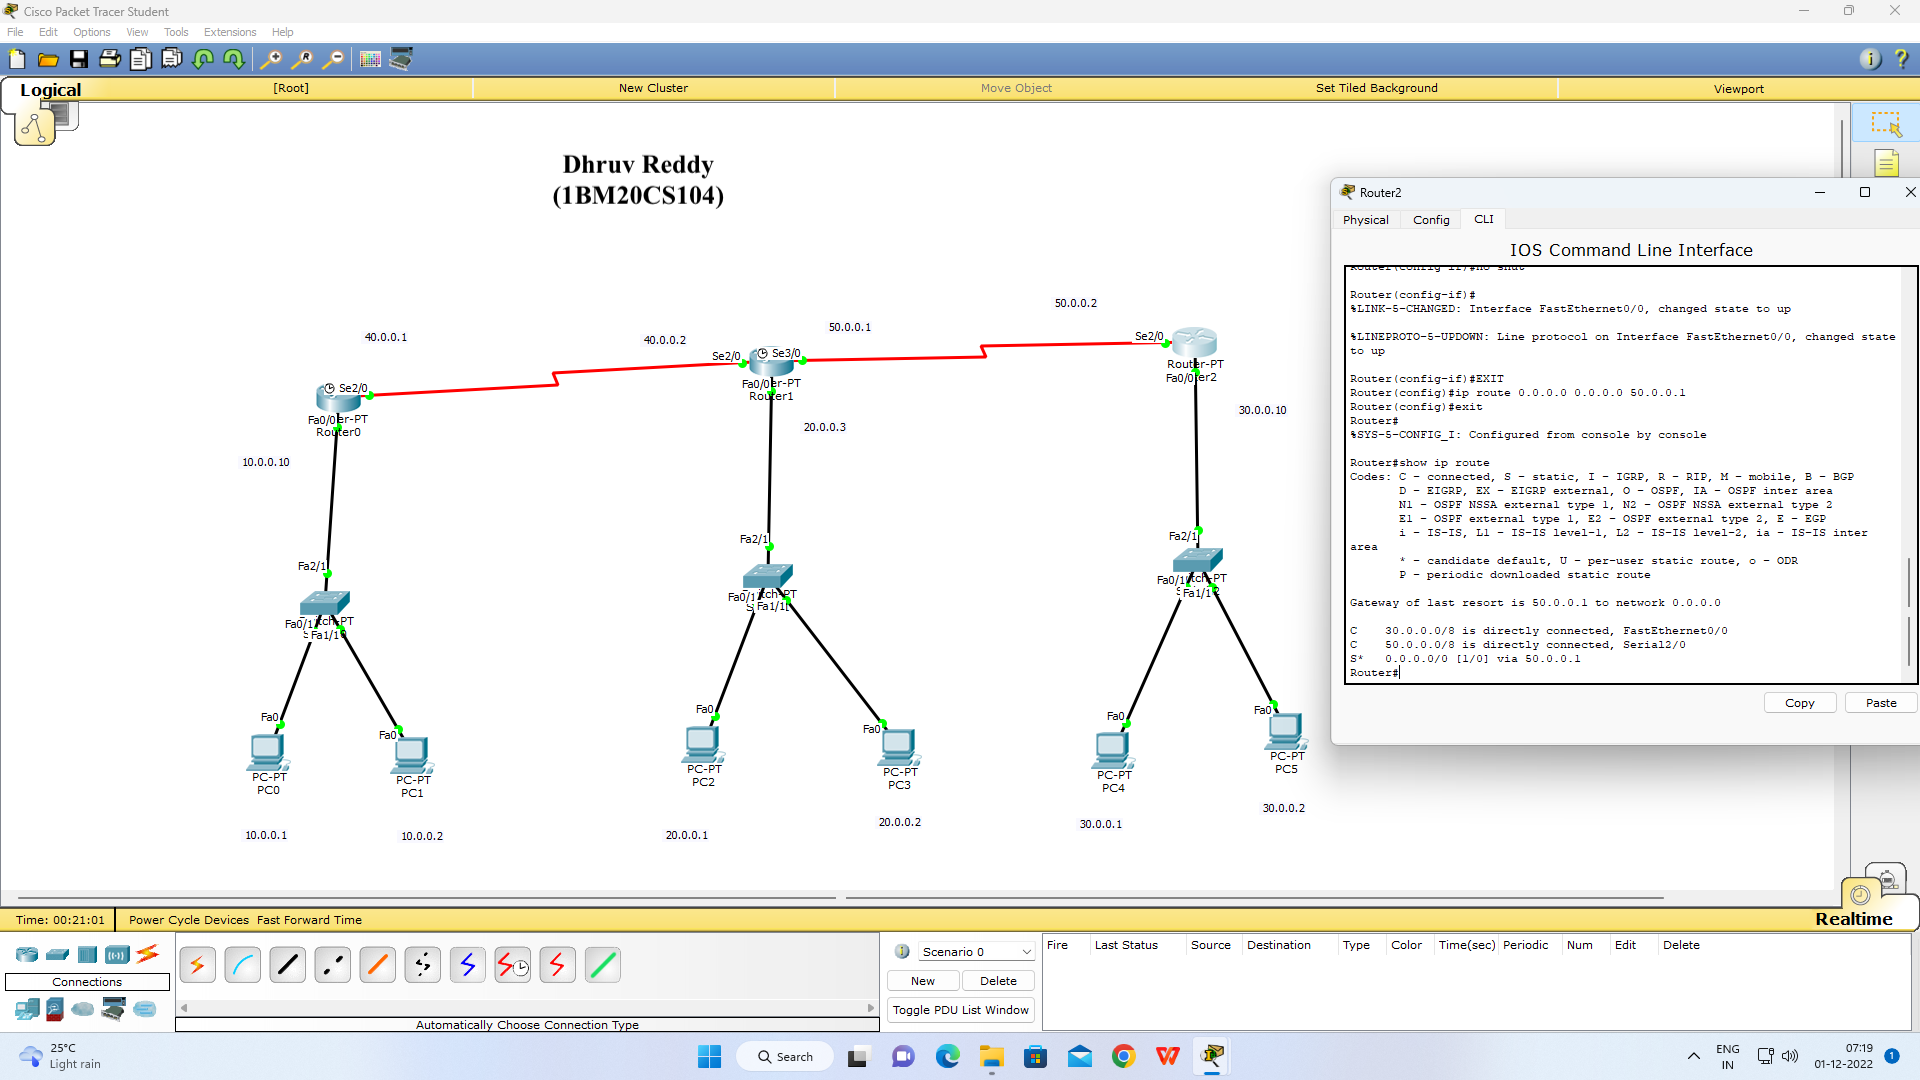 Cisco Packet Tracer Student
File Edit Options View Tools Extensions Help
Logical
[Root]
New Cluster
Move Object
Set Tiled Background
Viewport
Dhruv Reddy
(1BM20CS104)
50.0.0.2
50.0.0.1
40.0.0.1
40.0.0.2
Se2/0
Se3/0
Se2/0
Router-PT
Fa0/0
Se2/0
Fa0/0
Router1
Fa0/0
Router0
30.0.0.10
20.0.0.3
10.0.0.10
Fa2/1
Fa2/1
Fa2/1
Fa0/1
Fa1/1
Fa0/1
Fa1/1
Fa0/1
Fa1/1
Fa0
Fa0
Fa0
Fa0
Fa0
Fa0
PC-PT
PC0
PC-PT
PC1
PC-PT
PC2
PC-PT
PC3
PC-PT
PC4
PC-PT
PC5
10.0.0.1
10.0.0.2
20.0.0.1
20.0.0.2
30.0.0.1
30.0.0.2
Router2
Physical Config CLI
IOS Command Line Interface
Router(config-if)#no shut
Router(config-if)#
%LINK-5-CHANGED: Interface FastEthernet0/0, changed state to up
%LINEPROTO-5-UPDOWN: Line protocol on Interface FastEthernet0/0, changed state
to up
Router(config-if)#EXIT
Router(config)#ip route 0.0.0.0 0.0.0.0 50.0.0.1
Router(config)#exit
Router#
%SYS-5-CONFIG_I: Configured from console by console
Router#show ip route
Codes: C - connected, S - static, I - IGRP, R - RIP, M - mobile, B - BGP
D - EIGRP, EX - EIGRP external, O - OSPF, IA - OSPF inter area
N1 - OSPF NSSA external type 1, N2 - OSPF NSSA external type 2
E1 - OSPF external type 1, E2 - OSPF external type 2, E - EGP
i - IS-IS, L1 - IS-IS level-1, L2 - IS-IS level-2, ia - IS-IS inter
area
* - candidate default, U - per-user static route, o - ODR
P - periodic downloaded static route
Gateway of last resort is 50.0.0.1 to network 0.0.0.0
C 30.0.0.0/8 is directly connected, FastEthernet0/0
C 50.0.0.0/8 is directly connected, Serial2/0
S* 0.0.0.0/0 [1/0] via 50.0.0.1
Router#
Copy
Paste
Time: 00:21:01
Power Cycle Devices Fast Forward Time
Realtime
Connections
Automatically Choose Connection Type
Scenario 0
New
Delete
Toggle PDU List Window
Fire Last Status Source Destination Type Color Time(sec) Periodic Num Edit Delete
25°C
Light rain
Search
ENG
IN
07:19
01-12-2022
1